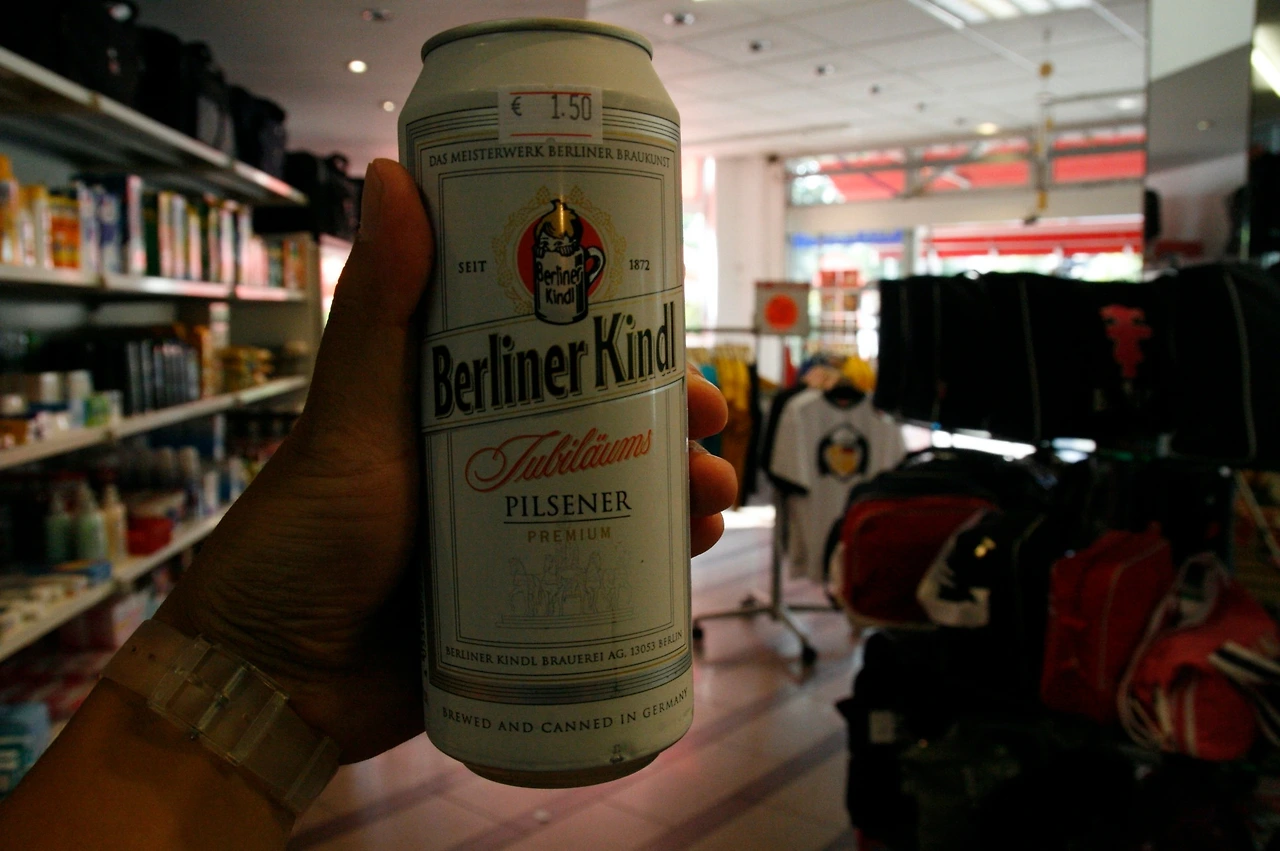 € 1.50
DAS MEISTERWERK BERLINER BRAUKUNST
SEIT 1872
Berliner
Kindl
Berliner Kindl
Jubiläums
PILSENER
PREMIUM
BERLINER KINDL BRAUEREI AG, 13053 BERLIN
BREWED AND CANNED IN GERMANY